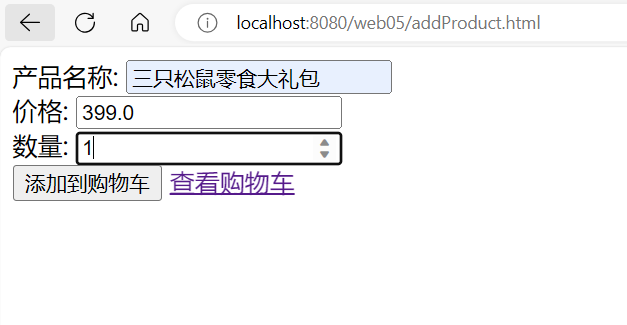 localhost:8080/web05/addProduct.html
产品名称: 三只松鼠零食大礼包
价格: 399.0
数量: 1
添加到购物车 查看购物车